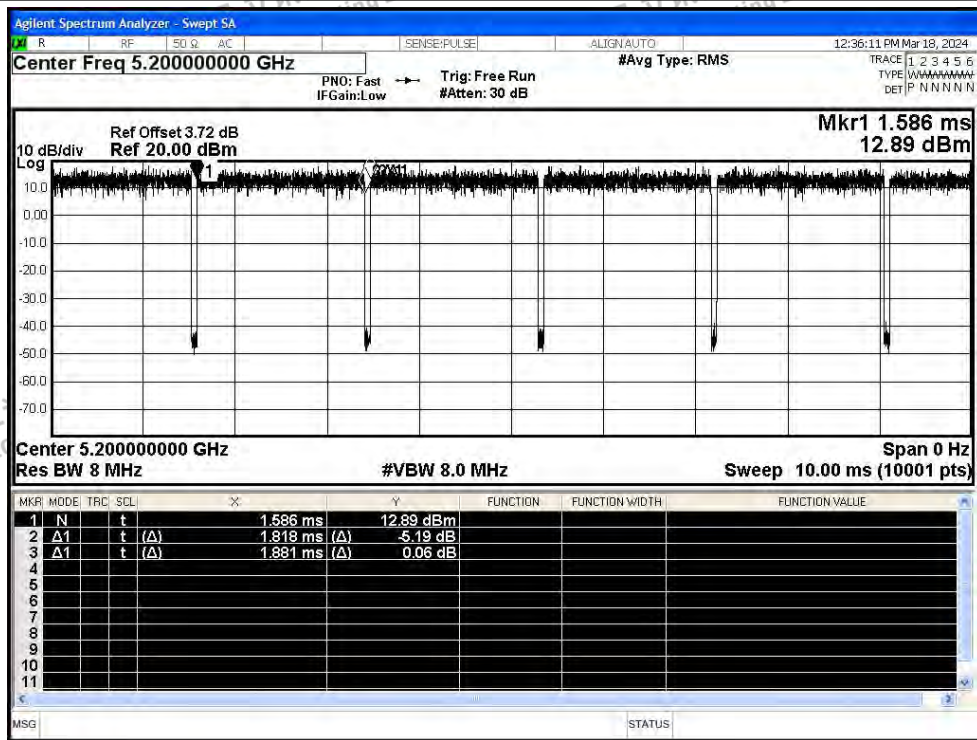 Agilent Spectrum Analyzer - Swept SA
R RF 50 Ω AC SENSE:PULSE ALIGNAUTO 12:36:11 PM Mar 18, 2024
Center Freq 5.200000000 GHz #Avg Type: RMS TRACE 1 2 3 4 5 6
PNO: Fast Trig: Free Run TYPE WWWWWW
IFGain:Low #Atten: 30 dB DET P N N N N N
Mkr1 1.586 ms
Ref Offset 3.72 dB
10 dB/div Ref 20.00 dBm 12.89 dBm
Log
1
10.0
0.00
-10.0
-20.0
-30.0
-40.0
-50.0
-60.0
-70.0
Center 5.200000000 GHz Span 0 Hz
Res BW 8 MHz #VBW 8.0 MHz Sweep 10.00 ms (10001 pts)
MKR MODE TRC SCL X Y FUNCTION FUNCTION WIDTH FUNCTION VALUE
1 N t 1.586 ms 12.89 dBm
2 Δ1 t (Δ) 1.818 ms (Δ) -5.19 dB
3 Δ1 t (Δ) 1.881 ms (Δ) 0.06 dB
4
5
6
7
8
9
10
11
MSG STATUS